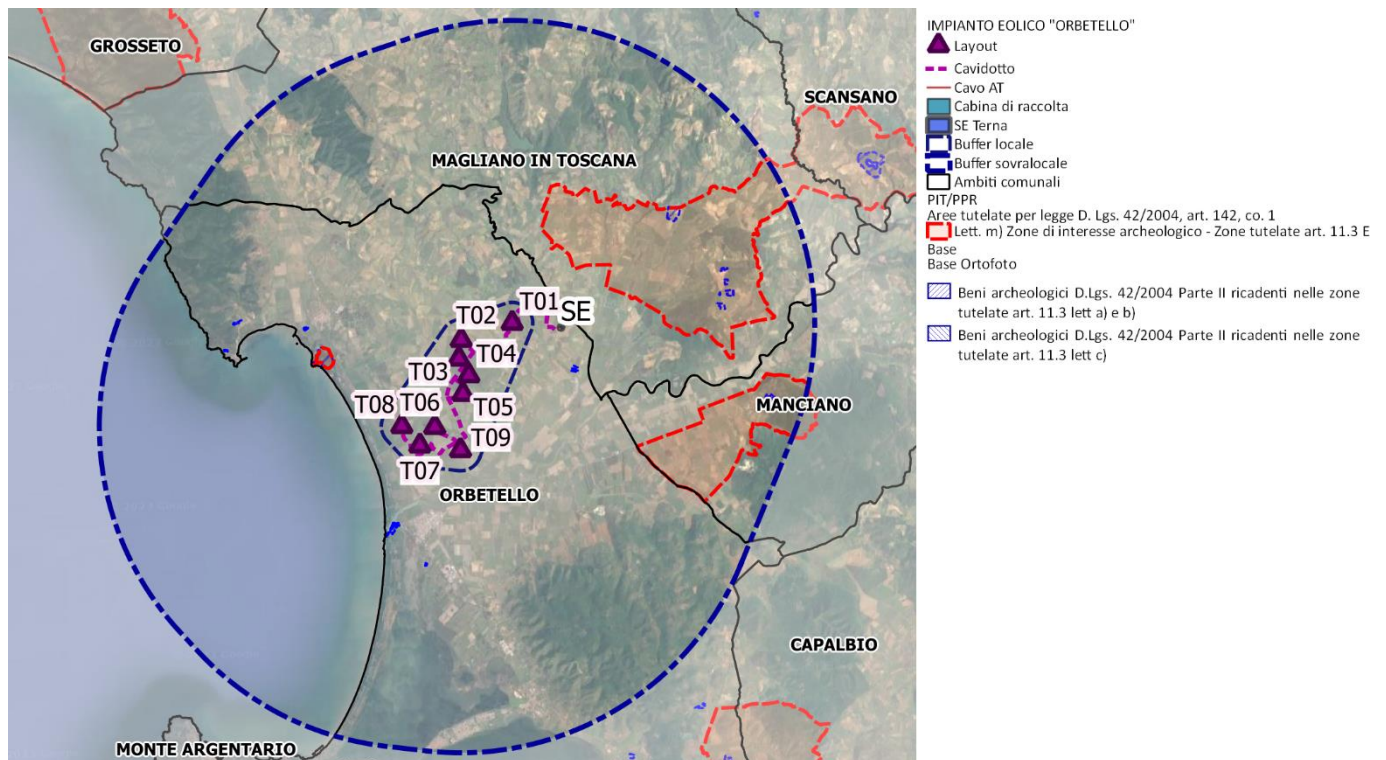 GROSSETO
SCANSANO
MAGLIANO IN TOSCANA
T01
SE
T02
T04
T03
T05
T08
T06
T09
T07
MANCIANO
ORBETELLO
CAPALBIO
MONTE ARGENTARIO
IMPIANTO EOLICO "ORBETELLO"
Layout
Cavidotto
Cavo AT
Cabina di raccolta
SE Terna
Buffer locale
Buffer sovralocale
Ambiti comunali
PIT/PPR
Aree tutelate per legge D. Lgs. 42/2004, art. 142, co. 1
Lett. m) Zone di interesse archeologico - Zone tutelate art. 11.3 E
Base
Base Ortofoto
Beni archeologici D.Lgs. 42/2004 Parte II ricadenti nelle zone
tutelate art. 11.3 lett a) e b)
Beni archeologici D.Lgs. 42/2004 Parte II ricadenti nelle zone
tutelate art. 11.3 lett c)